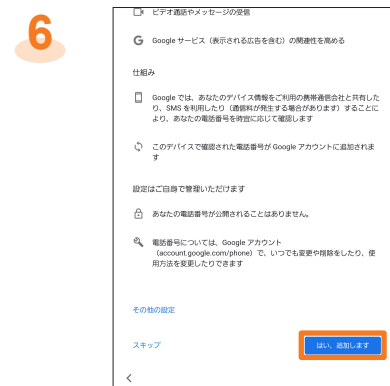 6
ビデオ通話やメッセージの受信
G Google サービス（表示される広告を含む）の関連性を高める
仕組み
Google では、あなたのデバイス情報をご利用の携帯通信会社と共有した
り、SMS を利用したり（通信料が発生する場合があります）することに
より、あなたの電話番号を時宜に応じて確認します
このデバイスで確認された電話番号が Google アカウントに追加されま
す
設定はご自身で管理いただけます
あなたの電話番号が公開されることはありません。
電話番号については、Google アカウント
（account.google.com/phone）で、いつでも変更や削除をしたり、使
用方法を変更したりできます
その他の設定
スキップ
はい、追加します